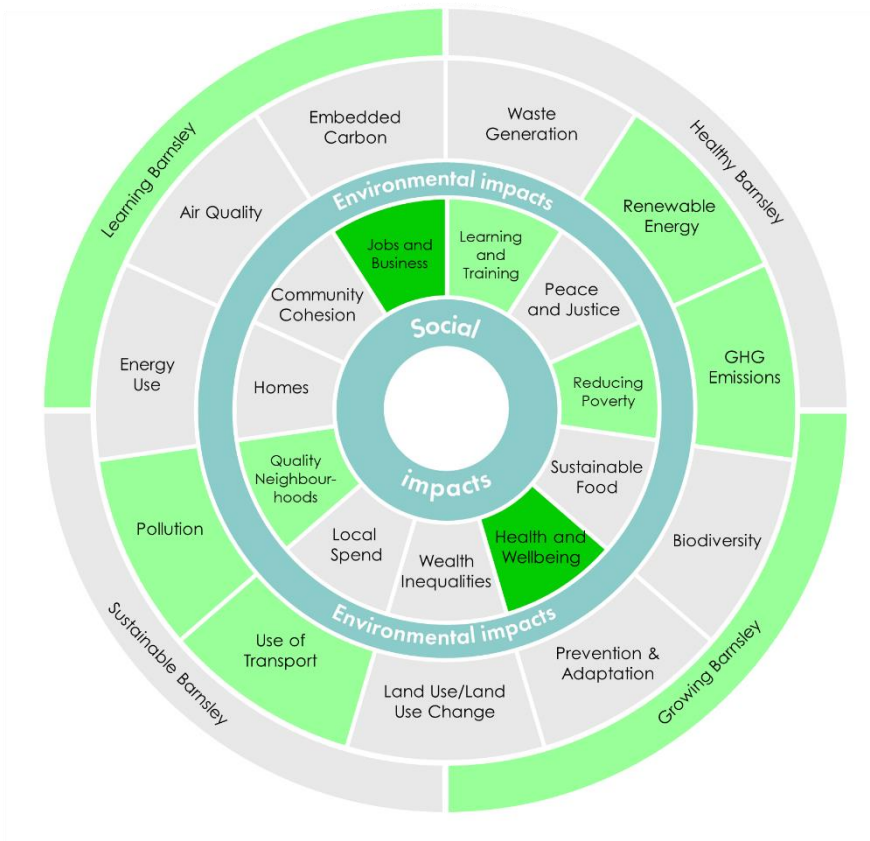 Learning Barnsley
Healthy Barnsley
Growing Barnsley
Sustainable Barnsley
Embedded
Carbon
Waste
Generation
Renewable
Energy
GHG
Emissions
Biodiversity
Prevention &
Adaptation
Land Use/Land
Use Change
Use of
Transport
Pollution
Energy
Use
Air Quality
Environmental impacts
Jobs and
Business
Learning
and
Training
Peace
and Justice
Reducing
Poverty
Sustainable
Food
Health and
Wellbeing
Wealth
Inequalities
Local
Spend
Quality
Neighbour-
hoods
Homes
Community
Cohesion
Social
impacts
Environmental impacts